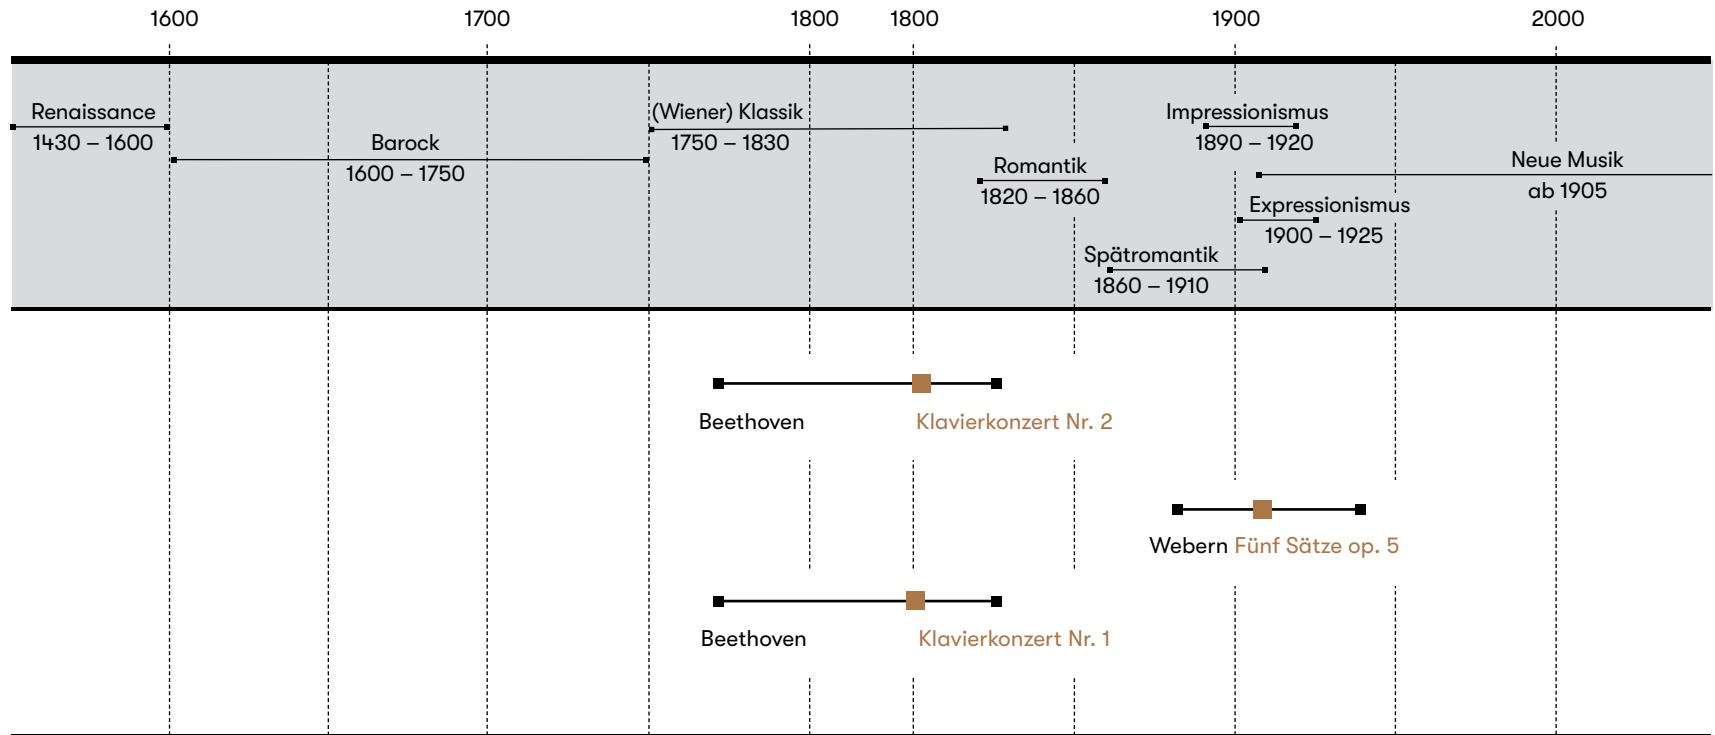 1600 1700 1800 1800 1900 2000
Renaissance
1430 – 1600
Barock
1600 – 1750
(Wiener) Klassik
1750 – 1830
Romantik
1820 – 1860
Impressionismus
1890 – 1920
Neue Musik
ab 1905
Expressionismus
1900 – 1925
Spätromantik
1860 – 1910
Beethoven Klavierkonzert Nr. 2
Webern Fünf Sätze op. 5
Beethoven Klavierkonzert Nr. 1